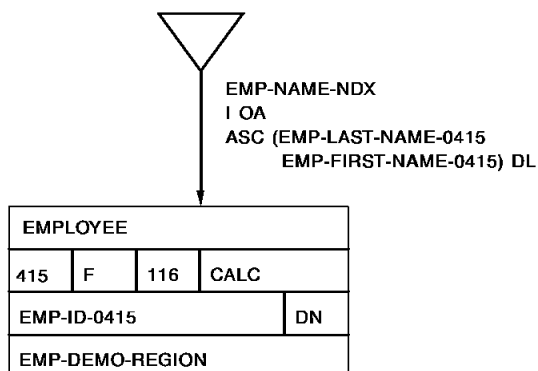 EMP-NAME-NDX
I OA
ASC (EMP-LAST-NAME-0415
EMP-FIRST-NAME-0415) DL
EMPLOYEE
415 F 116 CALC
EMP-ID-0415 DN
EMP-DEMO-REGION